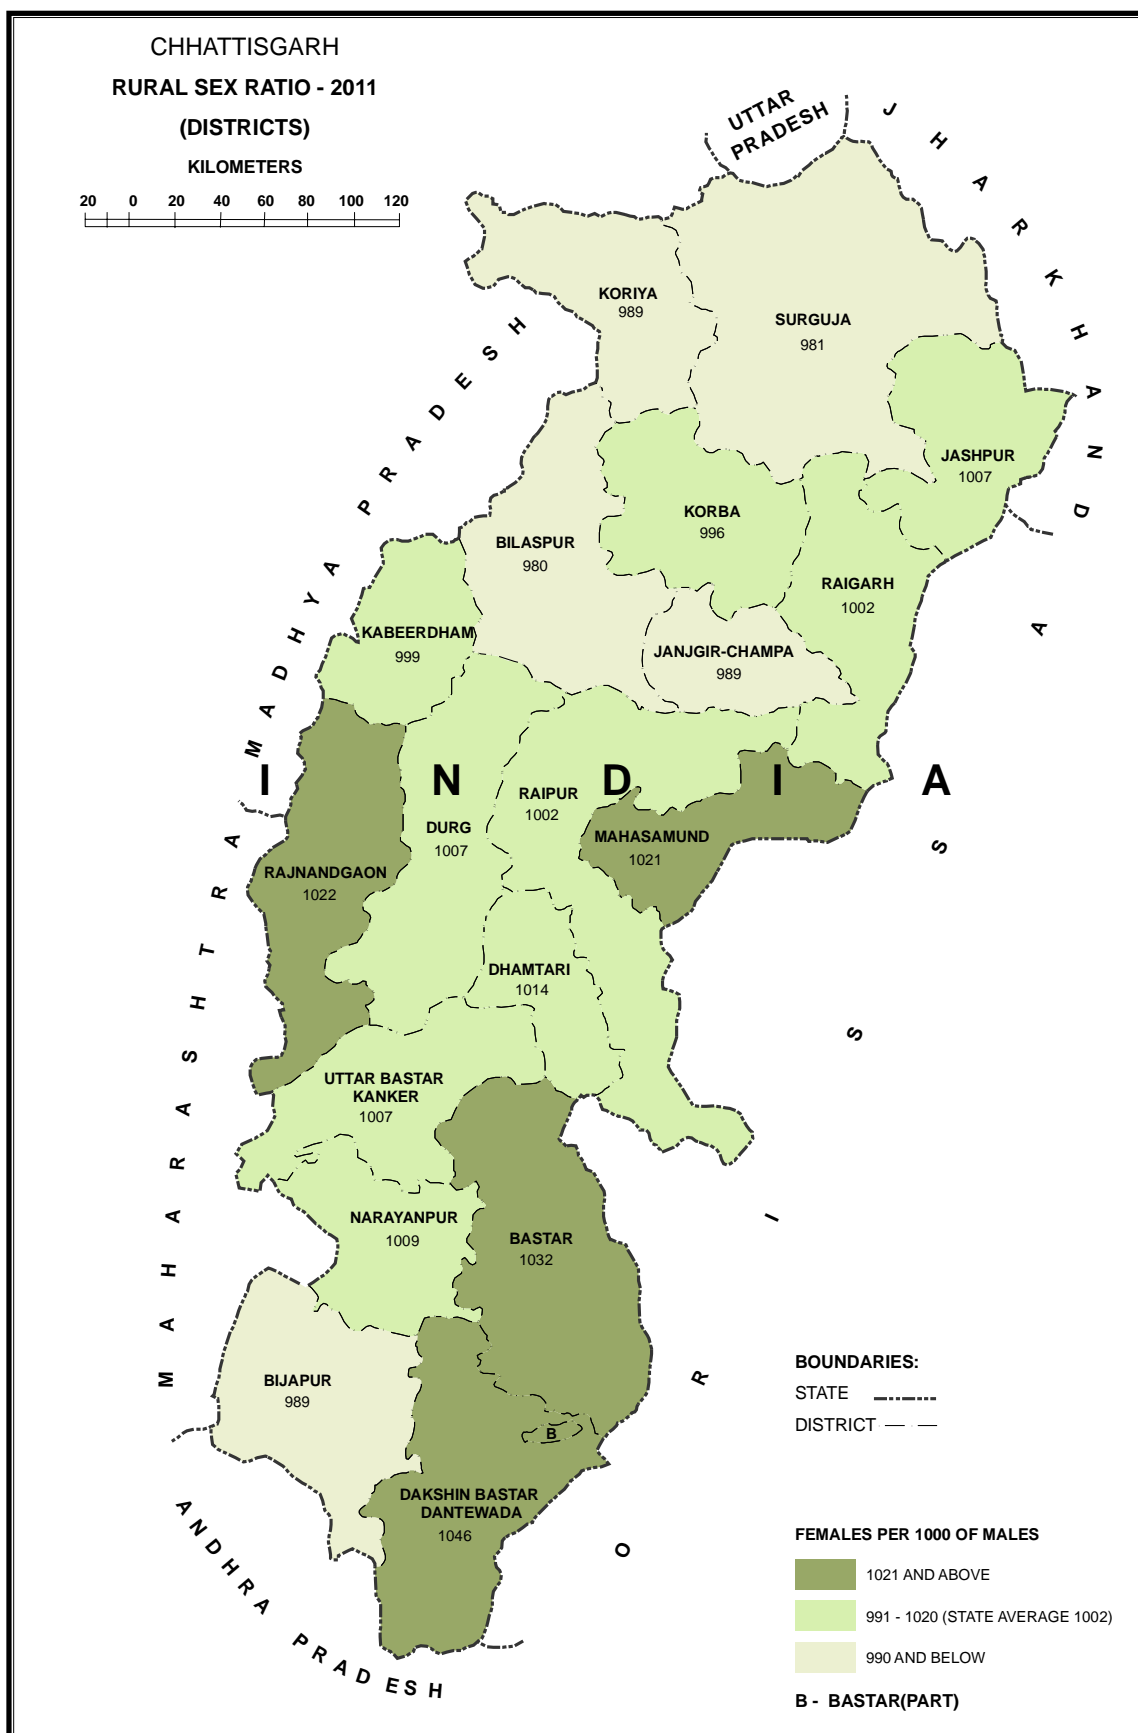 CHHATTISGARH
RURAL SEX RATIO - 2011
(DISTRICTS)
KILOMETERS
20 0 20 40 60 80 100 120
UTTAR
PRADESH
JHARKHAND
MADHYA PRADESH
KORIYA
989
SURGUJA
981
JASHPUR
1007
KORBA
996
BILASPUR
980
RAIGARH
1002
KABEERDHAM
999
JANJGIR-CHAMPA
989
INDIA
RAIPUR
1002
DURG
1007
MAHASAMUND
1021
RAJNANDGAON
1022
DHAMTARI
1014
MAHARASHTRA
ORISSA
UTTAR BASTAR
KANKER
1007
NARAYANPUR
1009
BASTAR
1032
BIJAPUR
989
B
DAKSHIN BASTAR
DANTEWADA
1046
ANDHRA PRADESH
BOUNDARIES:
STATE
DISTRICT
FEMALES PER 1000 OF MALES
1021 AND ABOVE
991 - 1020 (STATE AVERAGE 1002)
990 AND BELOW
B - BASTAR(PART)